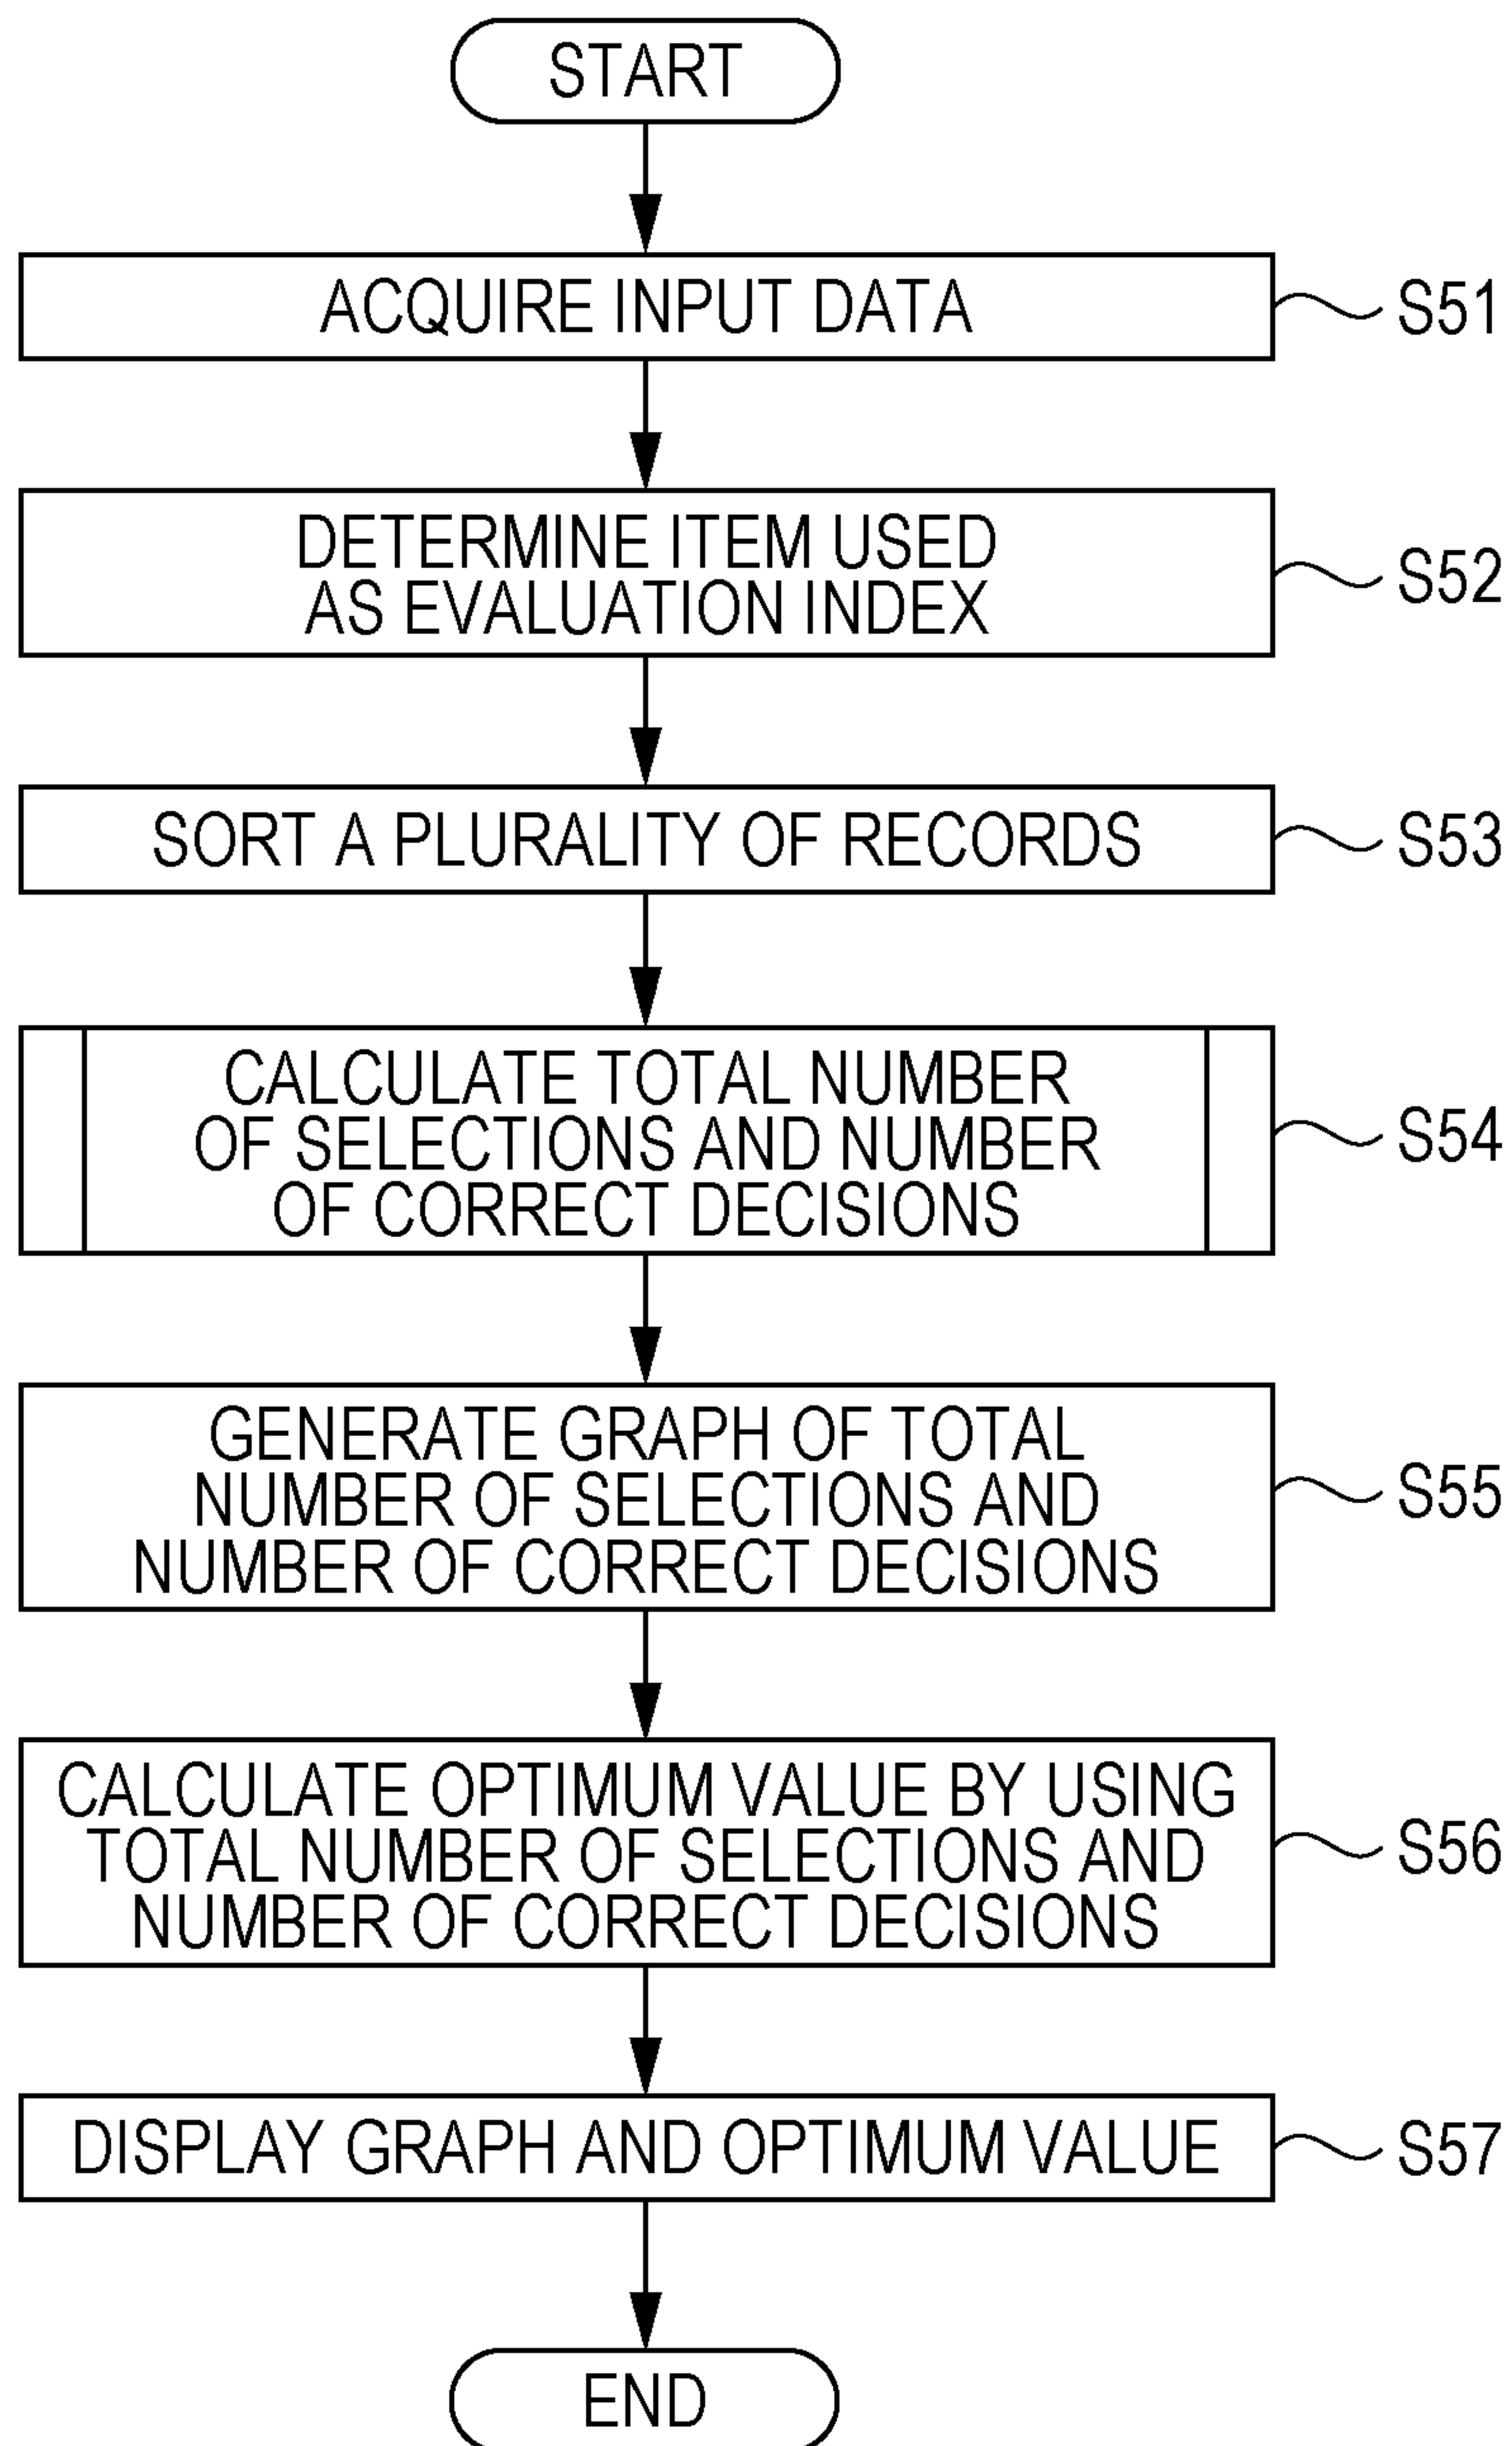 START
ACQUIRE INPUT DATA
S51
DETERMINE ITEM USED
AS EVALUATION INDEX
S52
SORT A PLURALITY OF RECORDS
S53
CALCULATE TOTAL NUMBER
OF SELECTIONS AND NUMBER
OF CORRECT DECISIONS
S54
GENERATE GRAPH OF TOTAL
NUMBER OF SELECTIONS AND
NUMBER OF CORRECT DECISIONS
S55
CALCULATE OPTIMUM VALUE BY USING
TOTAL NUMBER OF SELECTIONS AND
NUMBER OF CORRECT DECISIONS
S56
DISPLAY GRAPH AND OPTIMUM VALUE
S57
END